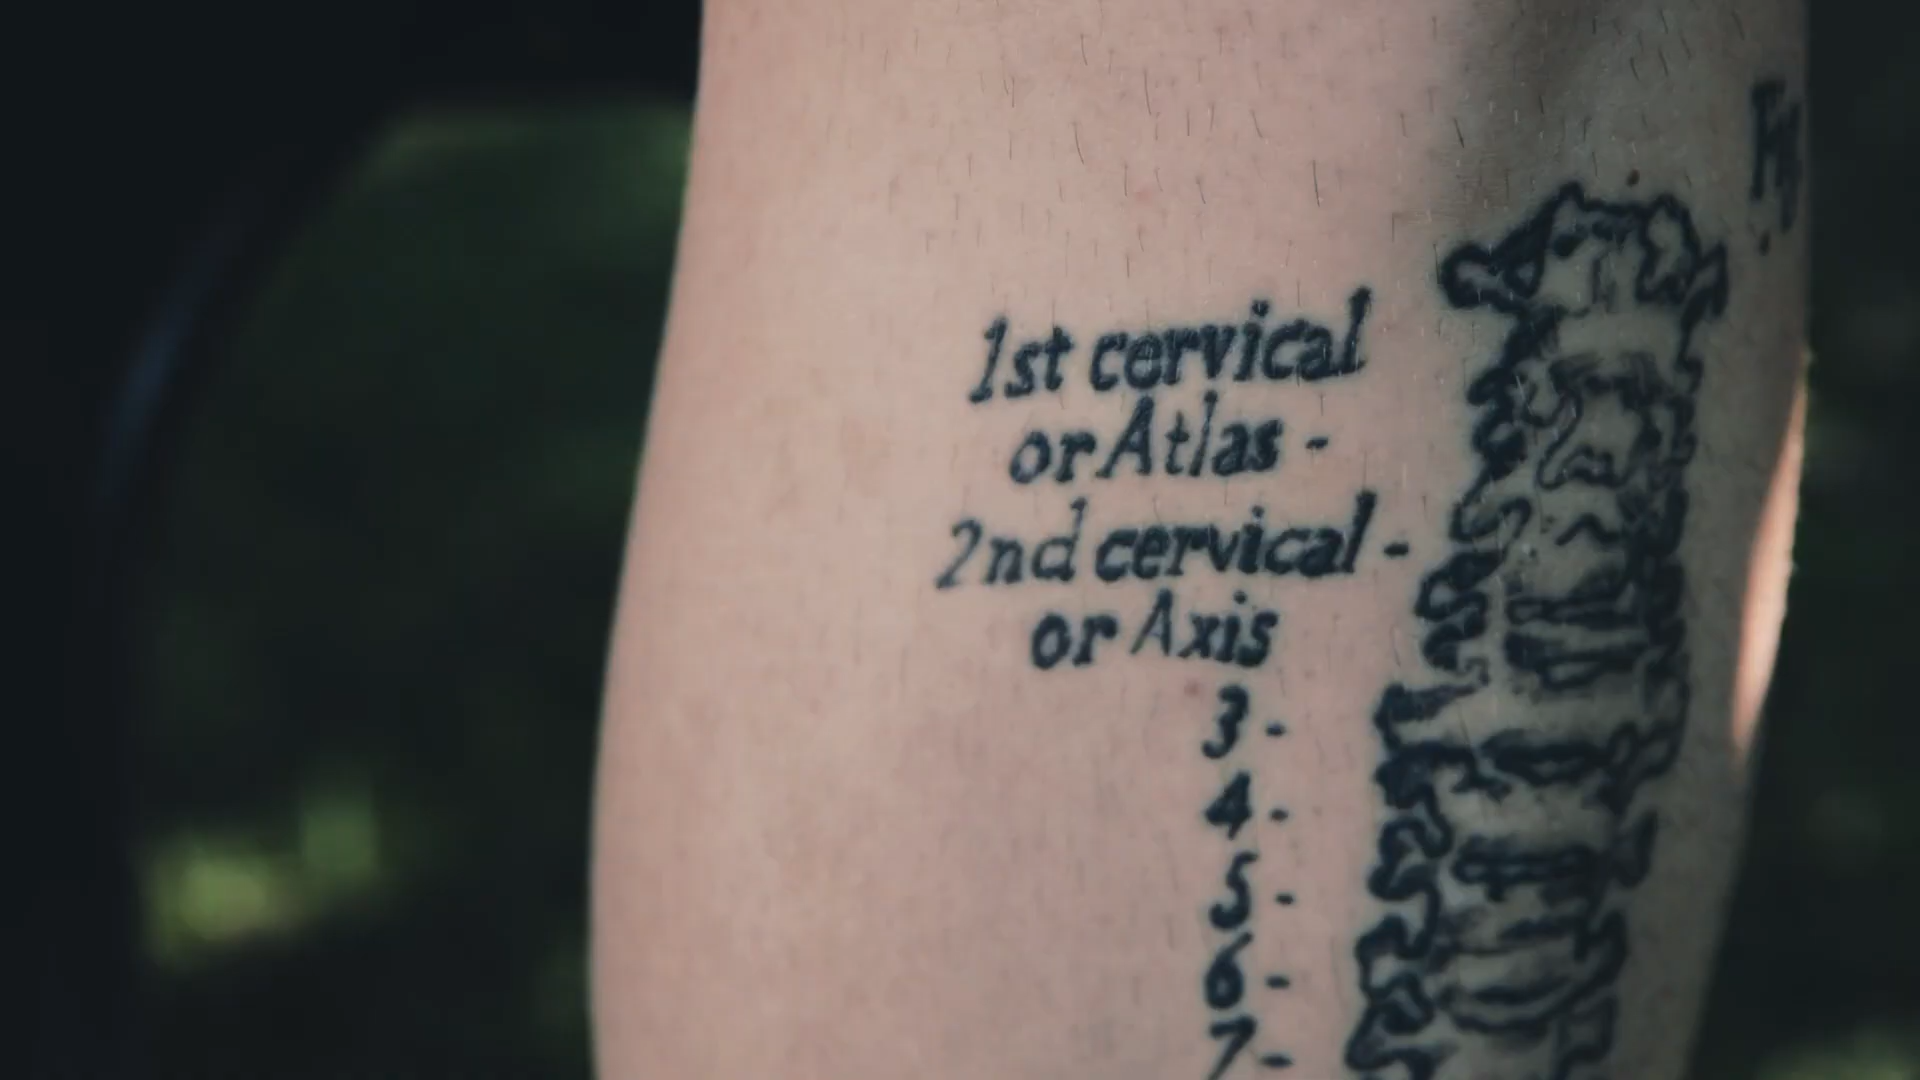 1st cervical
or Atlas -
2nd cervical -
or Axis
3 -
4 -
5 -
6 -
7 -